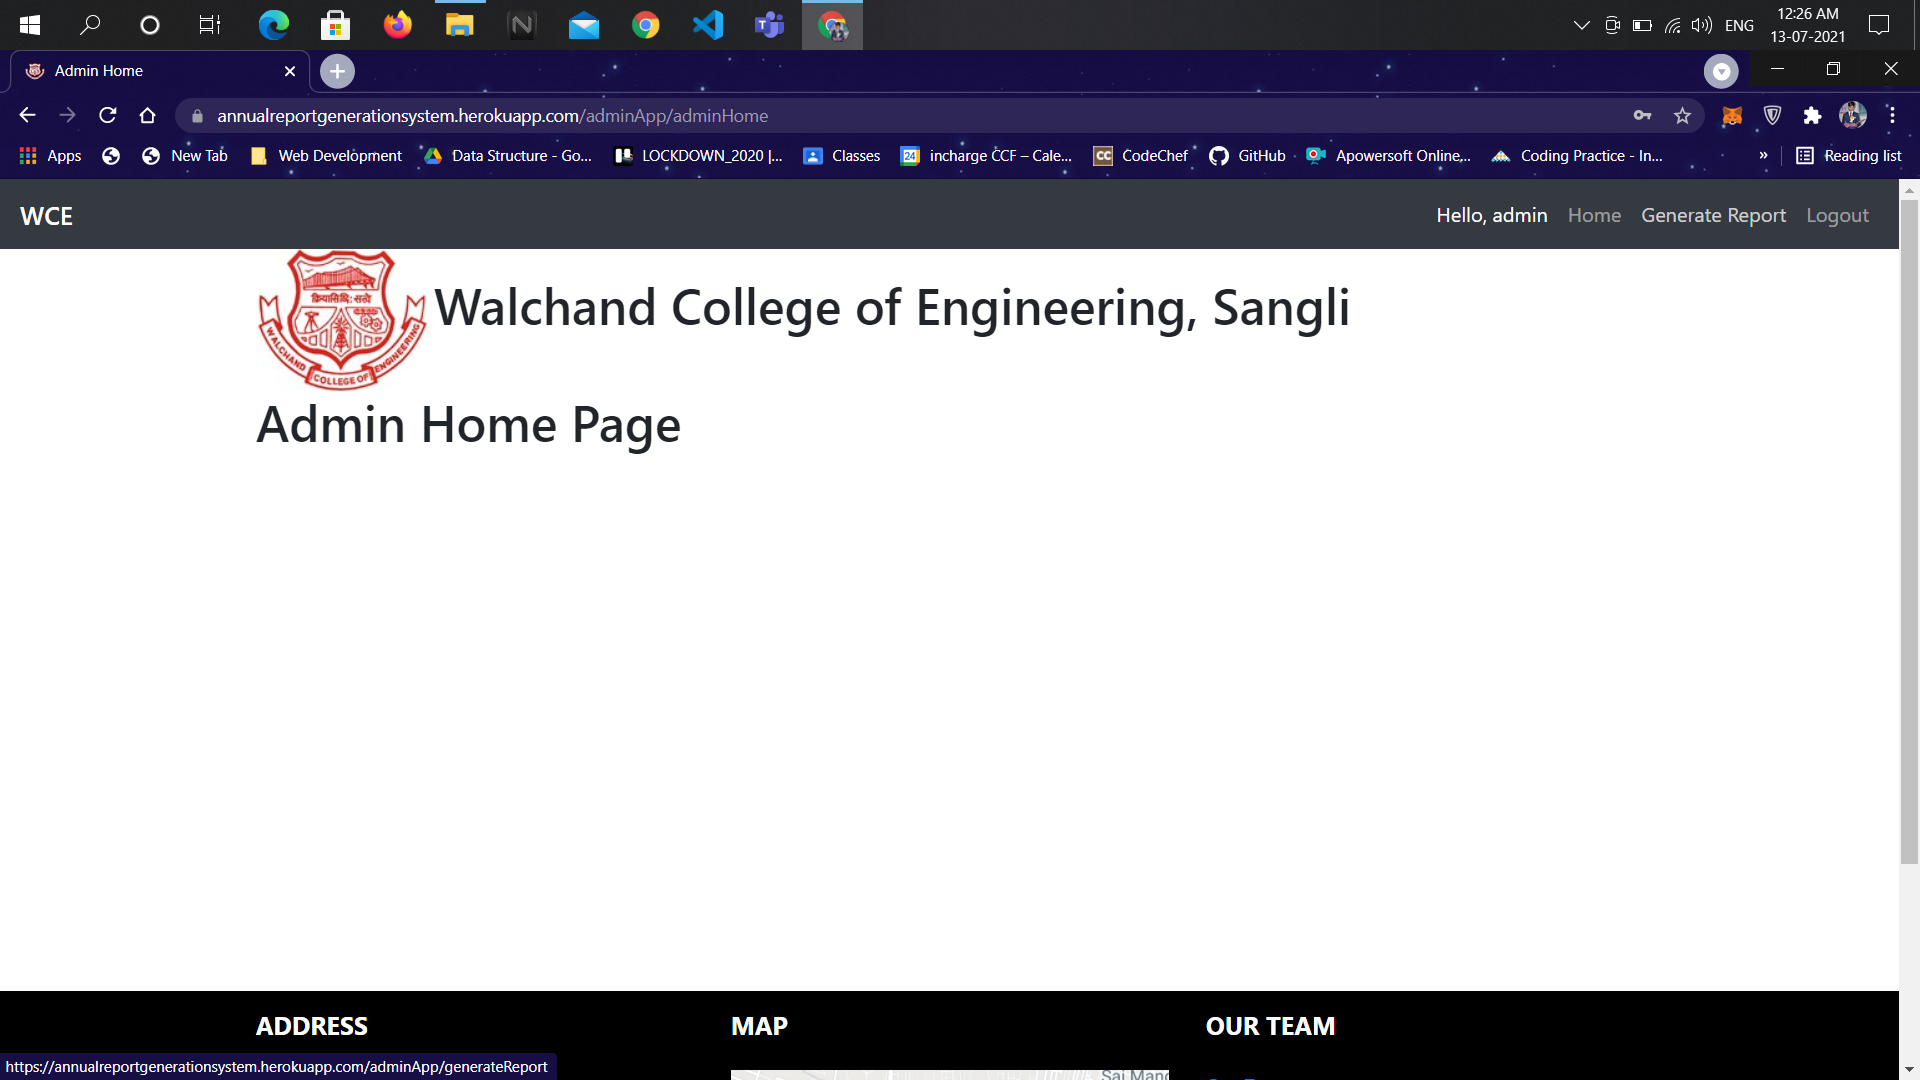 ENG
12:26 AM
13-07-2021
Admin Home
annualreportgenerationsystem.herokuapp.com/adminApp/adminHome
Apps
New Tab
Web Development
Data Structure - Go...
LOCKDOWN_2020 |...
Classes
24
incharge CCF – Cale...
CC
CodeChef
GitHub
Apowersoft Online...
Coding Practice - In...
»
Reading list
WCE
Hello, admin
Home
Generate Report
Logout
क्रियासिद्धि: सत्वे
WALCHAND COLLEGE OF ENGINEERING
Walchand College of Engineering, Sangli
Admin Home Page
ADDRESS
MAP
OUR TEAM
https://annualreportgenerationsystem.herokuapp.com/adminApp/generateReport